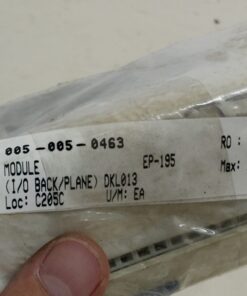 005-005-0463 RO :
MODULE EP-195 Max:
(I/O BACK/PLANE) DKL013
Loc: C205C U/M: EA